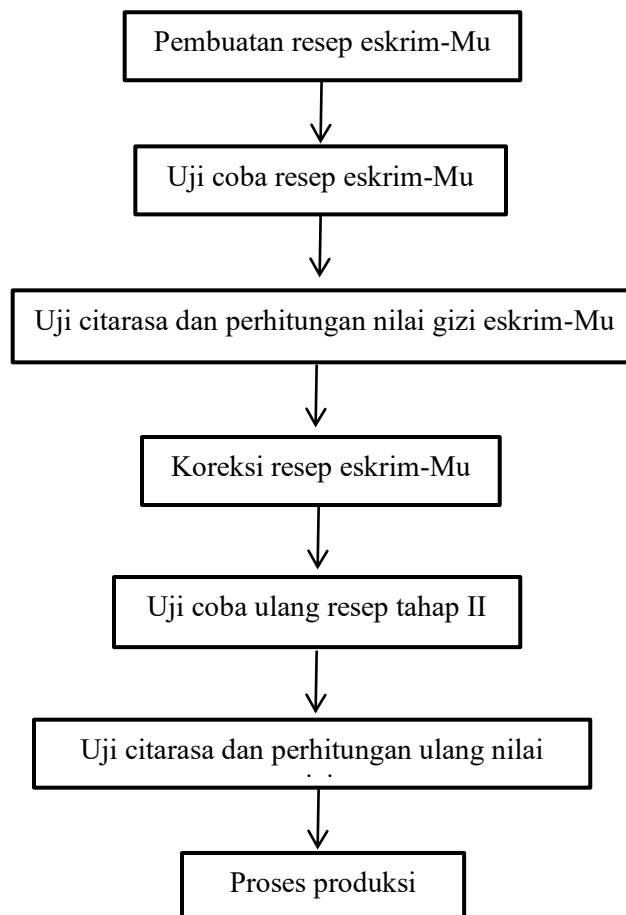 Pembuatan resep eskrim-Mu
Uji coba resep eskrim-Mu
Uji citarasa dan perhitungan nilai gizi eskrim-Mu
Koreksi resep eskrim-Mu
Uji coba ulang resep tahap II
Uji citarasa dan perhitungan ulang nilai
Proses produksi